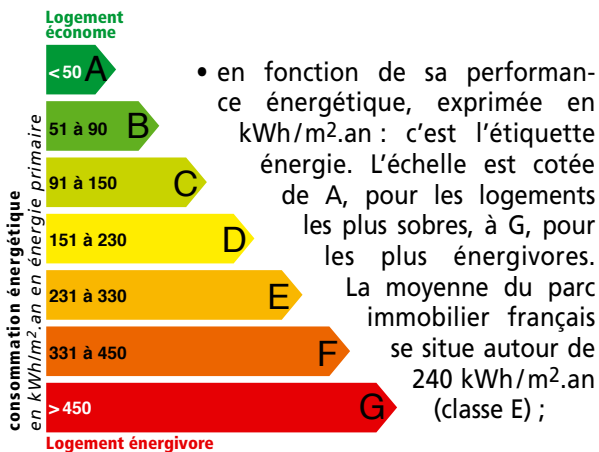 Logement
économe
<50 A
51 à 90 B
91 à 150 C
151 à 230 D
231 à 330 E
331 à 450 F
>450 G
Logement énergivore
consommation énergétique
en kWh/m².an en énergie primaire
• en fonction de sa performan-
ce énergétique, exprimée en
kWh/m².an : c'est l'étiquette
énergie. L'échelle est cotée
de A, pour les logements
les plus sobres, à G, pour
les plus énergivores.
La moyenne du parc
immobilier français
se situe autour de
240 kWh/m².an
(classe E) ;